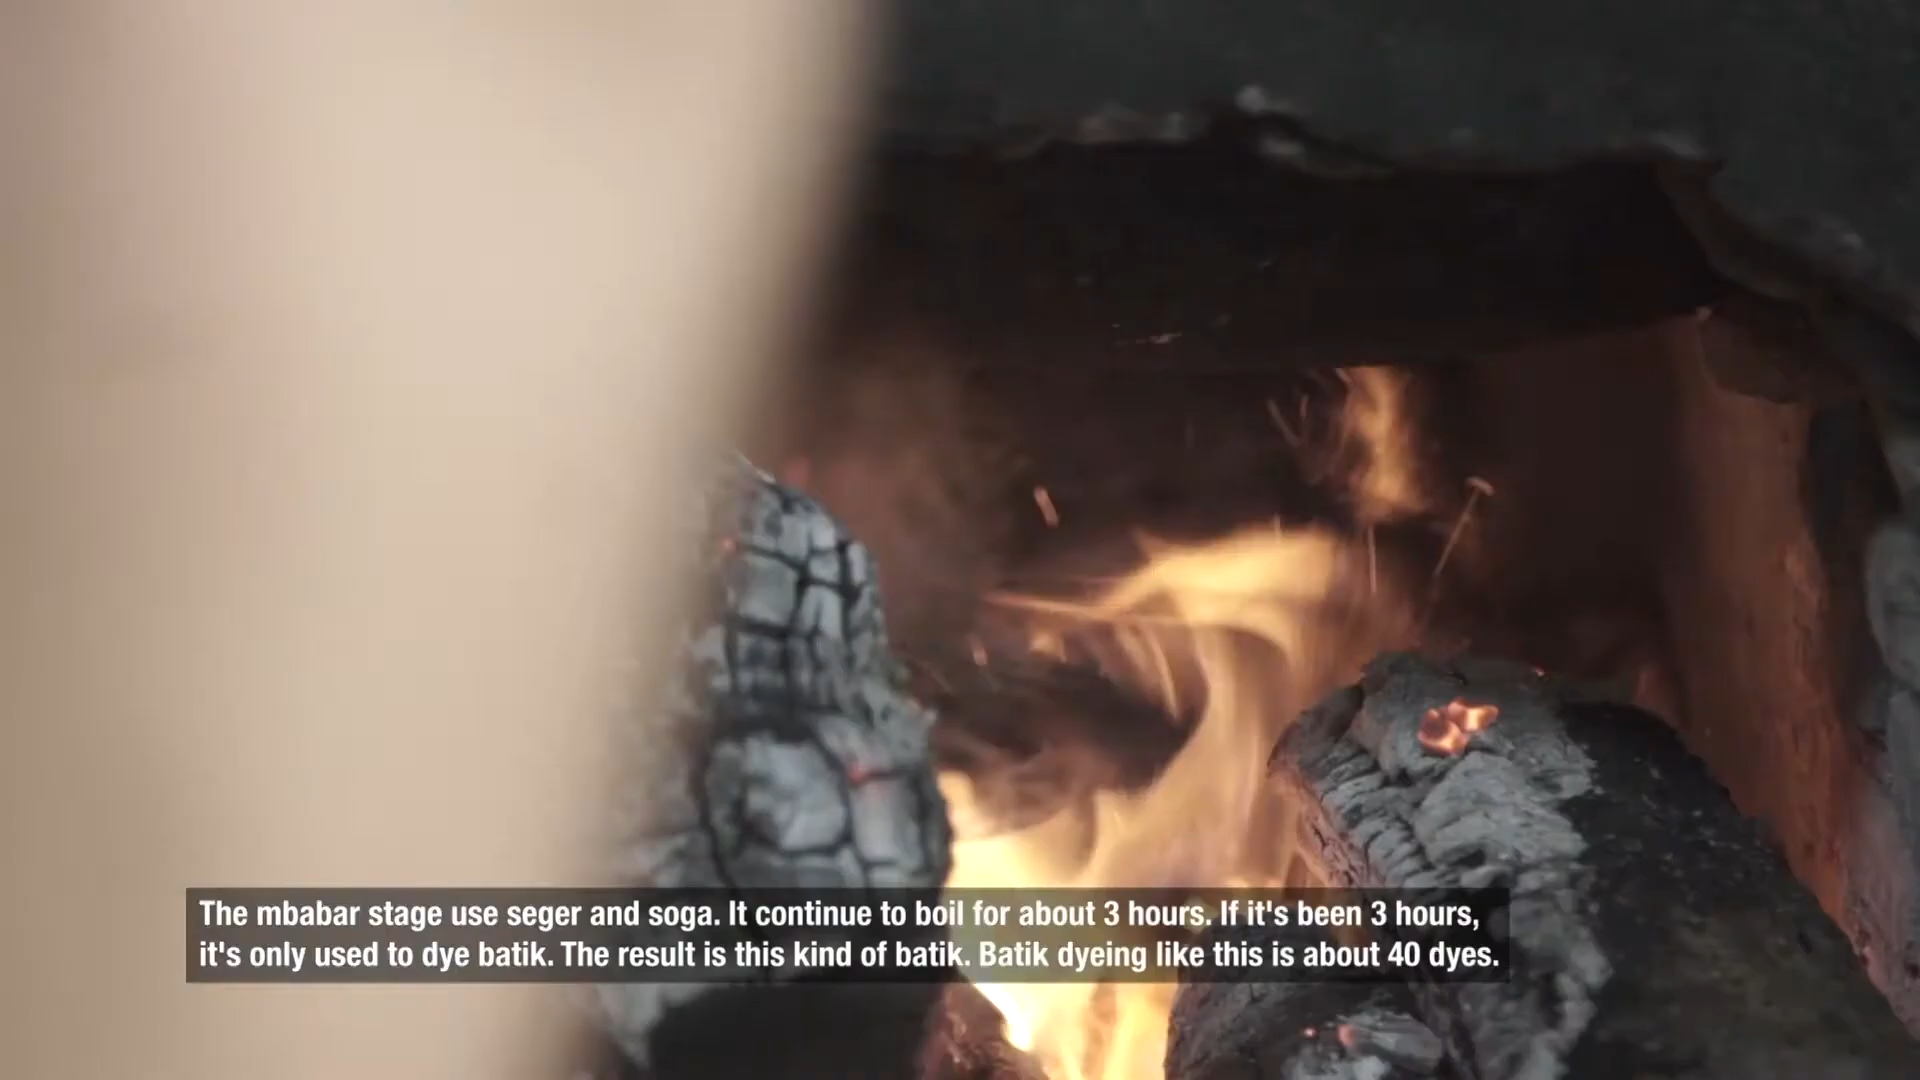 The mbabar stage use seger and soga. It continue to boil for about 3 hours. If it's been 3 hours,
it's only used to dye batik. The result is this kind of batik. Batik dyeing like this is about 40 dyes.